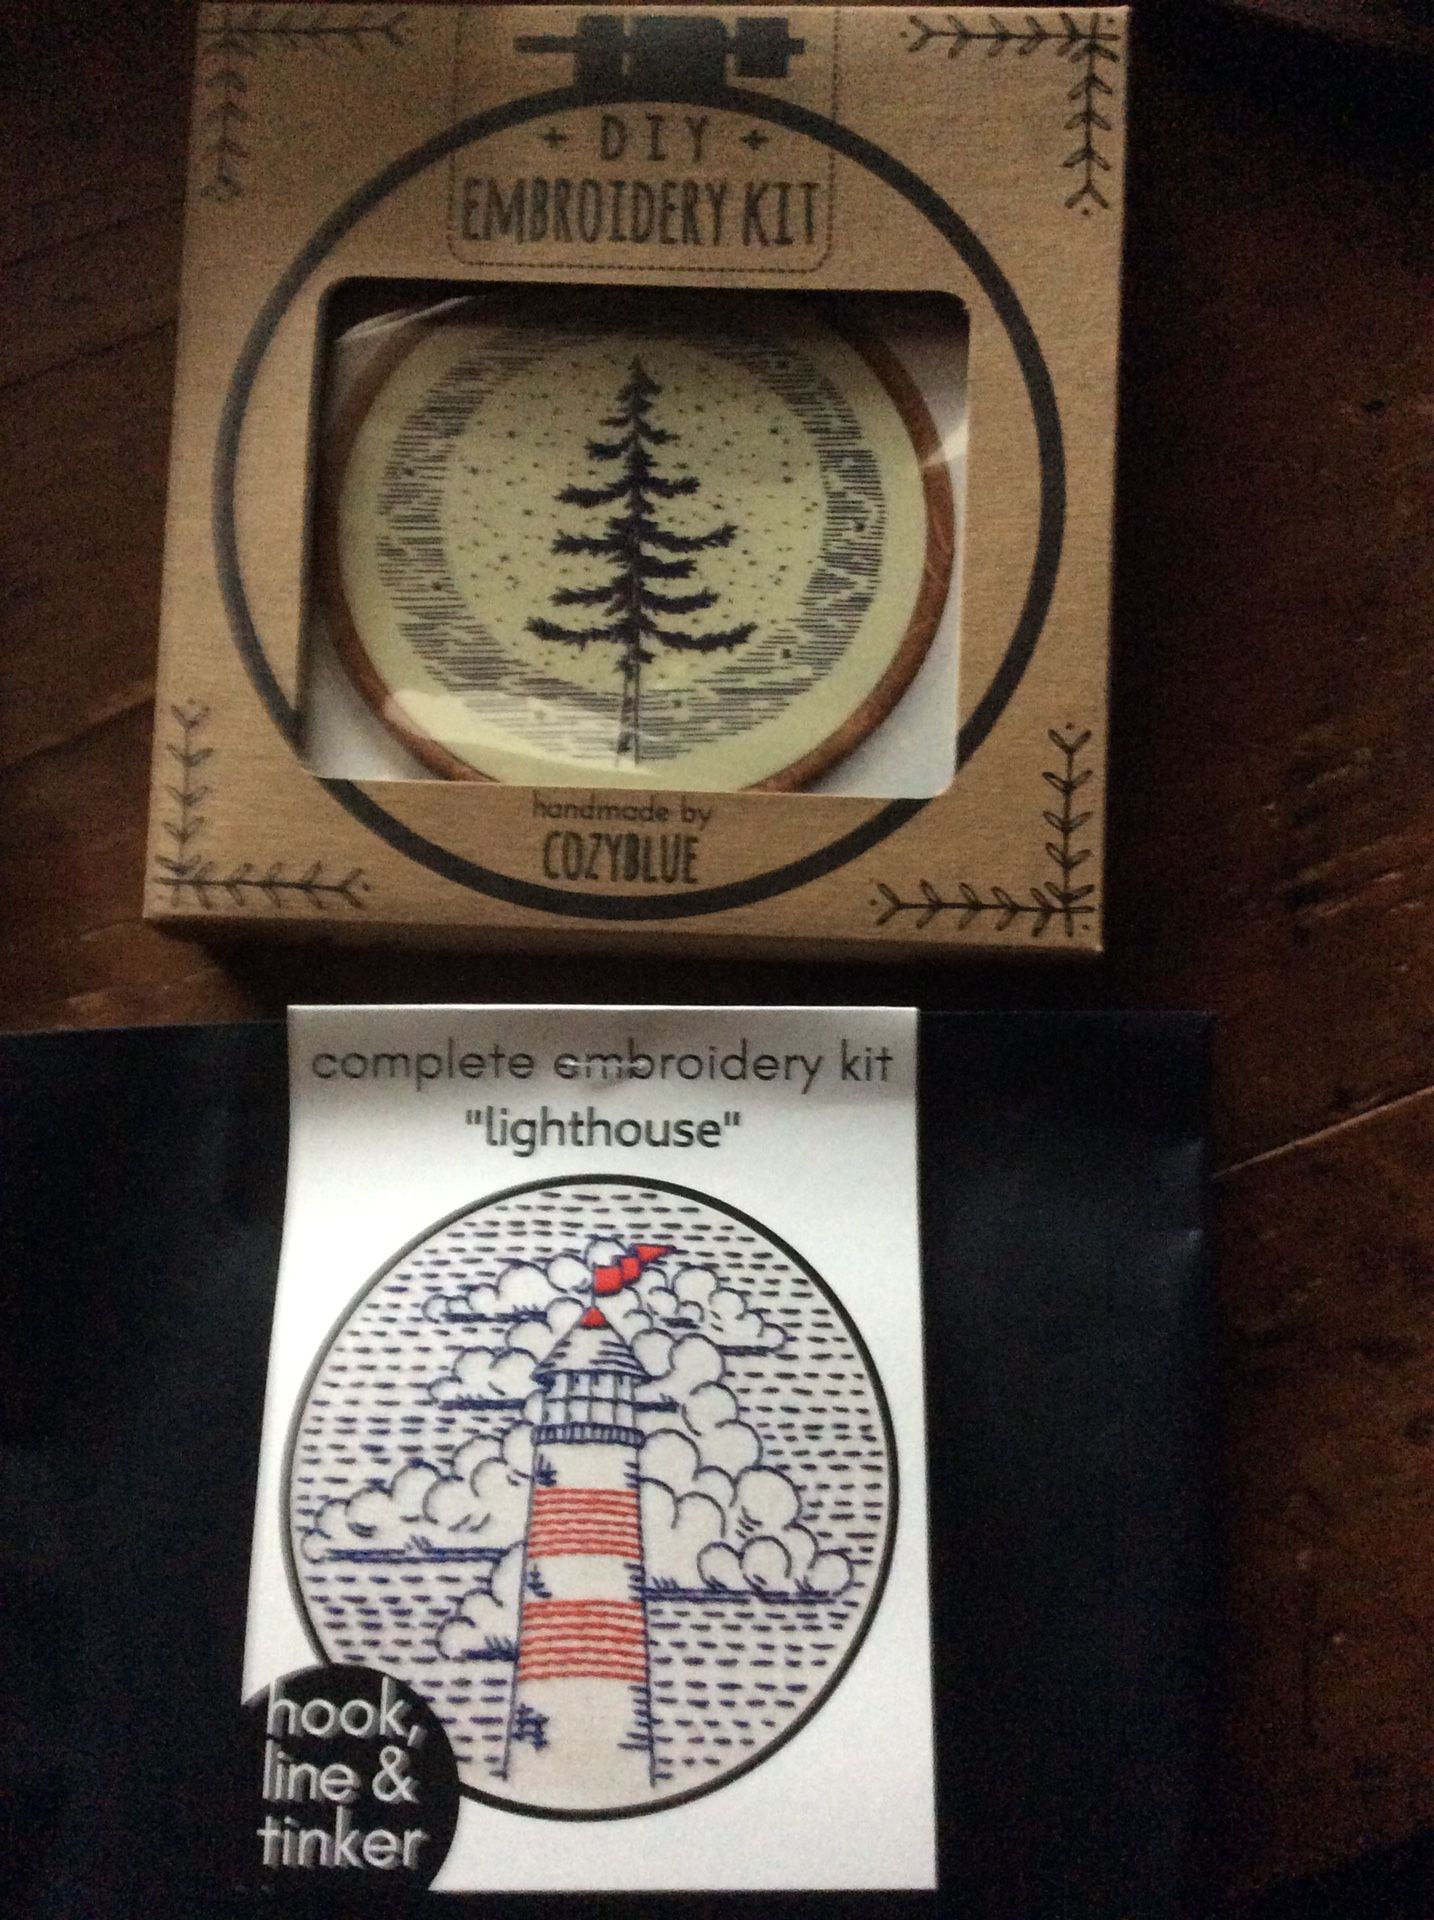 + DIY +
EMBROIDERY KIT
handmade by
COZYBLUE
complete embroidery kit
"lighthouse"
hook,
line &
tinker